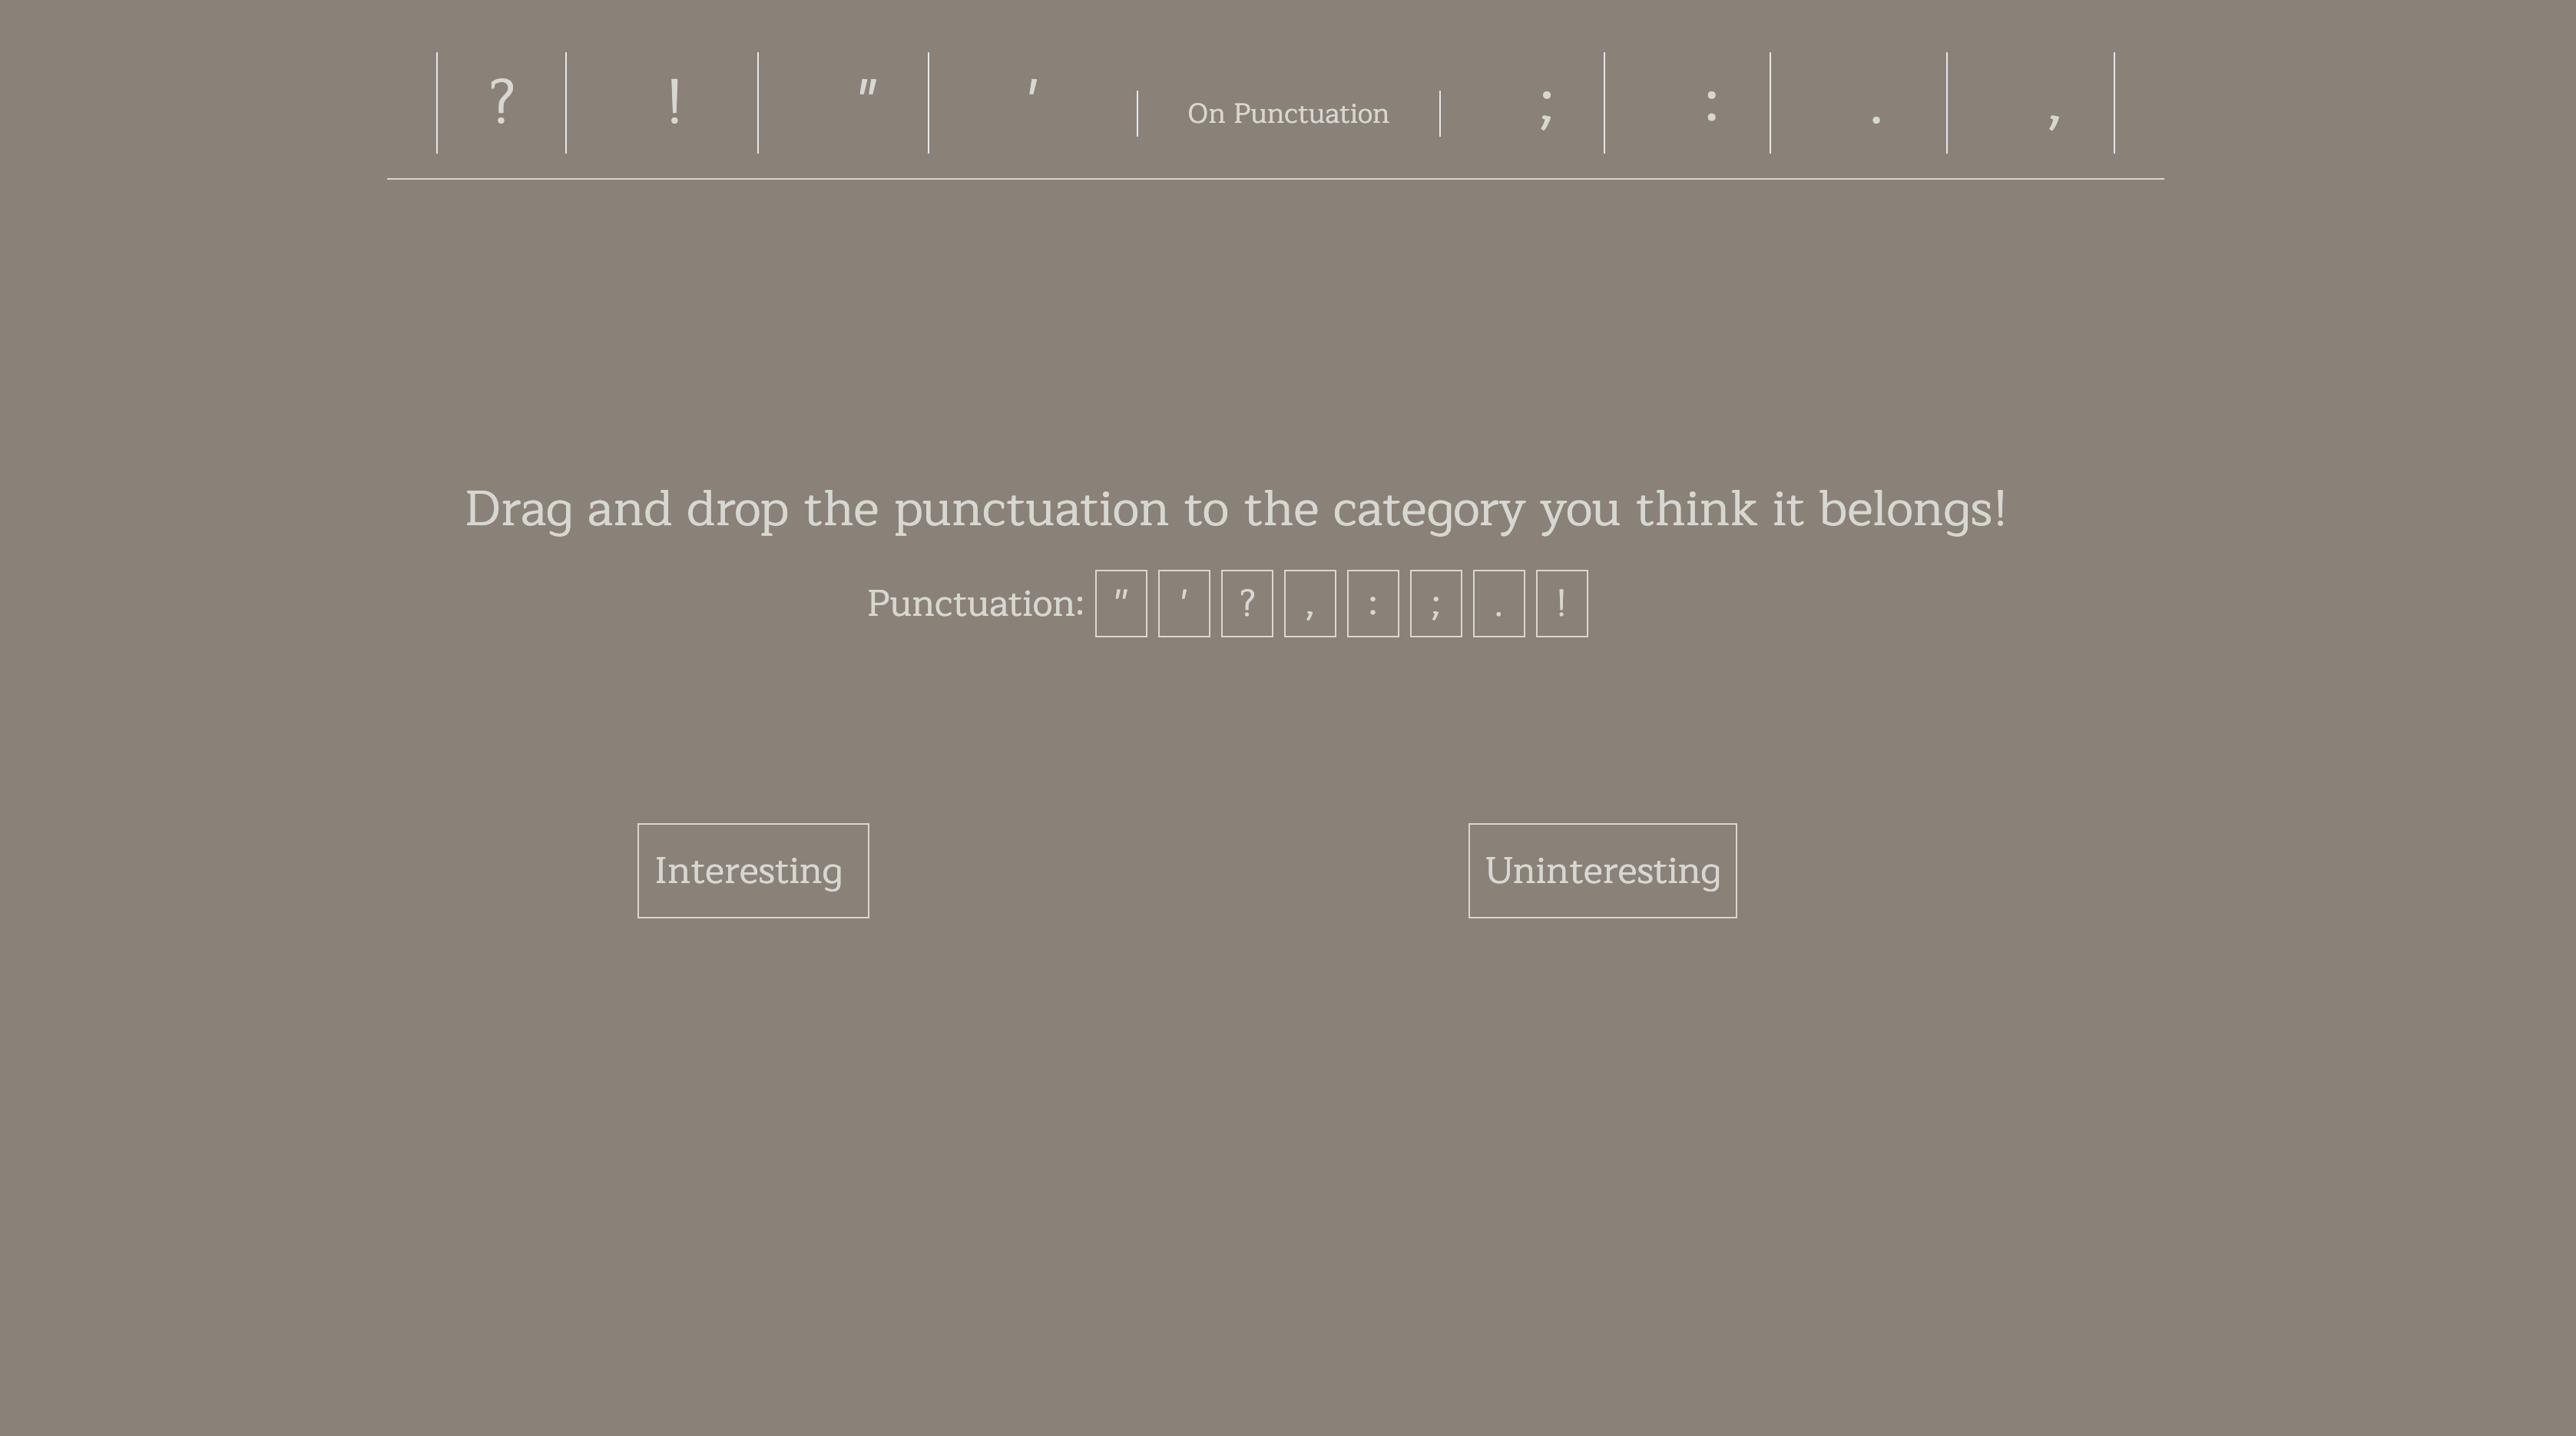 ? ! " ' On Punctuation ; : . ,
Drag and drop the punctuation to the category you think it belongs!
Punctuation: " ' ? , : ; . !
Interesting Uninteresting